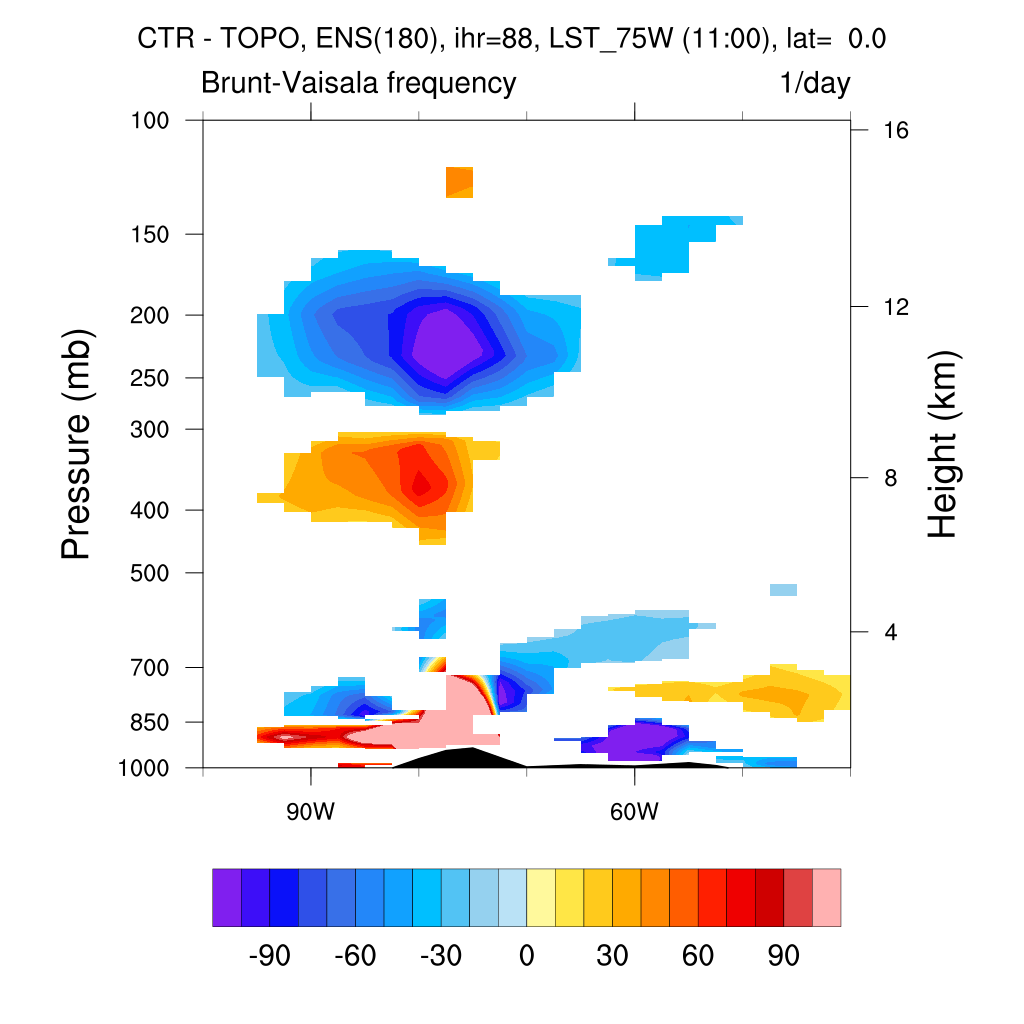 CTR - TOPO, ENS(180), ihr=88, LST_75W (11:00), lat=  0.0
Brunt-Vaisala frequency 1/day
100
150
200
250
300
400
500
700
850
1000
Pressure (mb)
16
12
8
4
Height (km)
90W 60W
-90 -60 -30 0 30 60 90